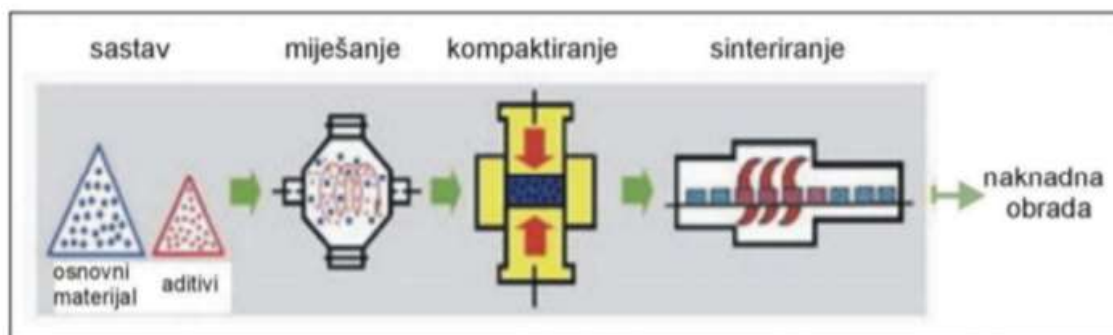 sastav
miješanje
kompaktiranje
sinteriranje
osnovni
materijal
aditivi
naknadna
obrada